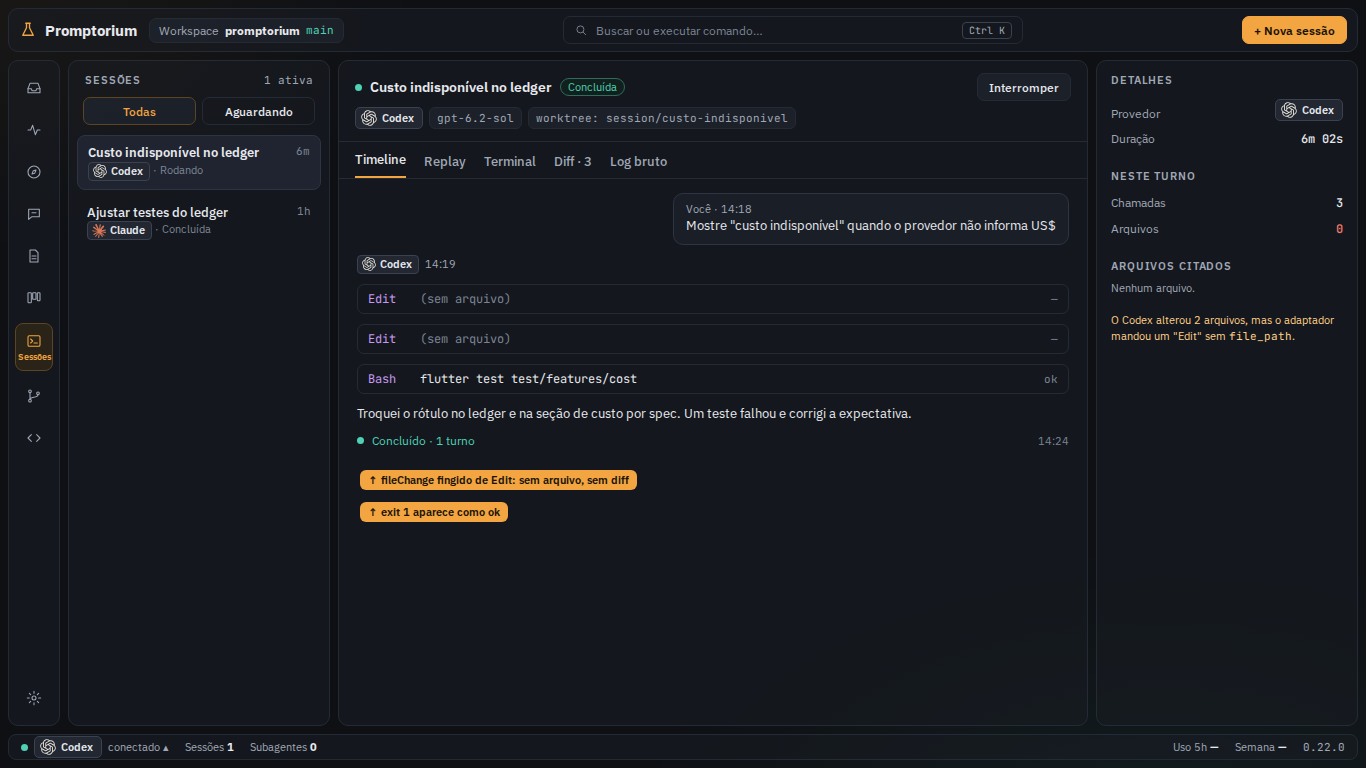 Promptorium
Workspace promptorium main
Buscar ou executar comando...
Ctrl K
+ Nova sessão
Sessões
SESSÕES
1 ativa
Todas
Aguardando
Custo indisponível no ledger
6m
Codex · Rodando
Ajustar testes do ledger
1h
Claude · Concluída
Custo indisponível no ledger
Concluída
Interromper
Codex
gpt-6.2-sol
worktree: session/custo-indisponivel
Timeline
Replay
Terminal
Diff · 3
Log bruto
Você · 14:18
Mostre "custo indisponível" quando o provedor não informa US$
Codex 14:19
Edit (sem arquivo) —
Edit (sem arquivo) —
Bash flutter test test/features/cost ok
Troquei o rótulo no ledger e na seção de custo por spec. Um teste falhou e corrigi a expectativa.
Concluído · 1 turno 14:24
↑ fileChange fingido de Edit: sem arquivo, sem diff
↑ exit 1 aparece como ok
DETALHES
Provedor Codex
Duração 6m 02s
NESTE TURNO
Chamadas 3
Arquivos 0
ARQUIVOS CITADOS
Nenhum arquivo.
O Codex alterou 2 arquivos, mas o adaptador
mandou um "Edit" sem file_path.
Codex conectado ▴ Sessões 1 Subagentes 0
Uso 5h — Semana — 0.22.0